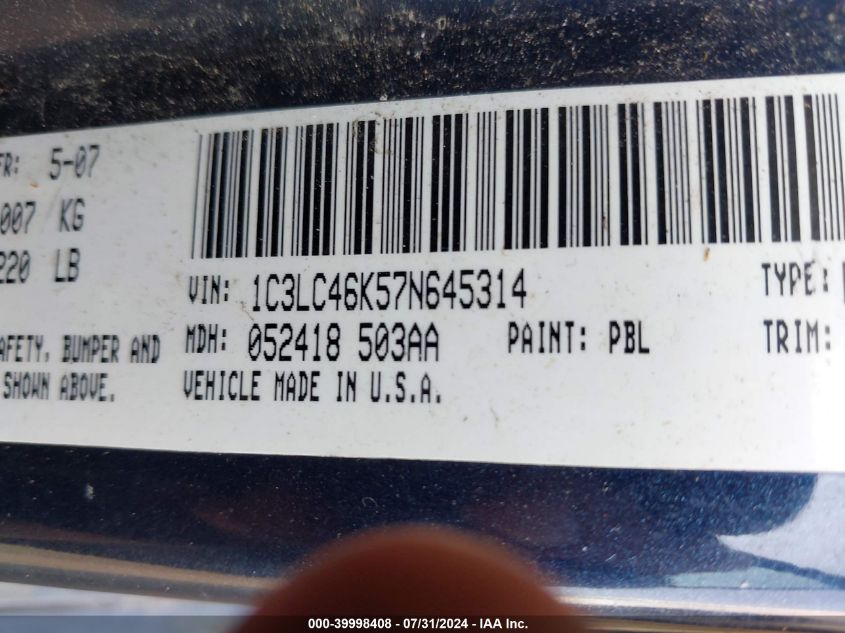 FR: 5-07
007 KG
220 LB
VIN: 1C3LC46K57N645314 TYPE:
AFETY, BUMPER AND MDH: 052418 503AA PAINT: PBL TRIM:
SHOWN ABOVE. VEHICLE MADE IN U.S.A.
000-39998408 - 07/31/2024 - IAA Inc.